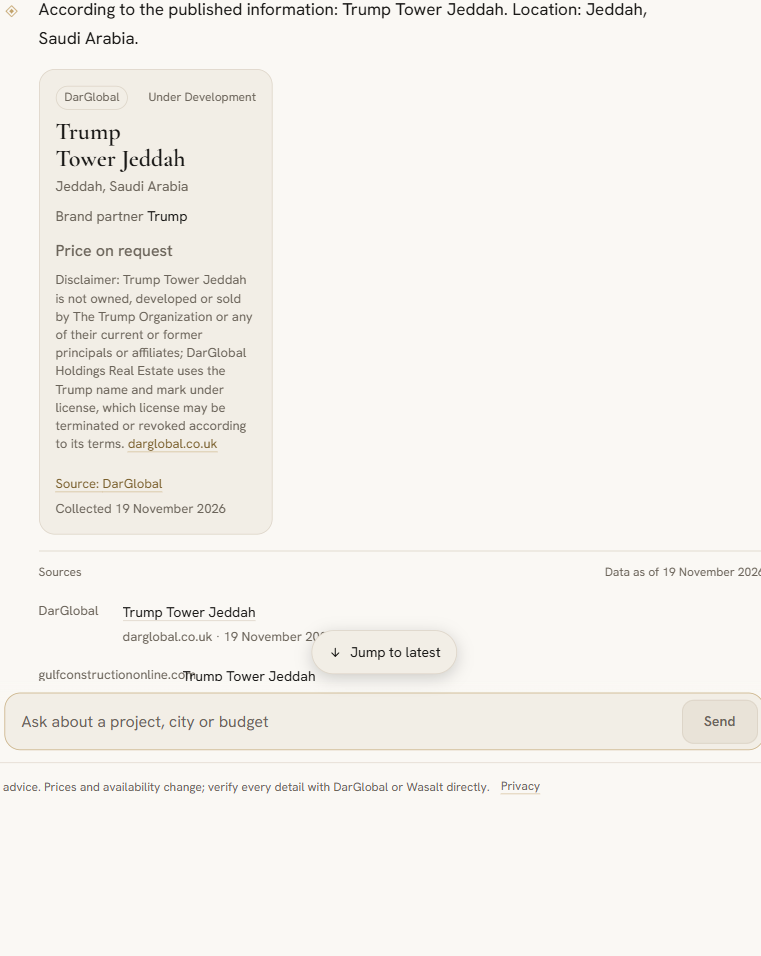 According to the published information: Trump Tower Jeddah. Location: Jeddah,
Saudi Arabia.
DarGlobal Under Development
Trump
Tower Jeddah
Jeddah, Saudi Arabia
Brand partner Trump
Price on request
Disclaimer: Trump Tower Jeddah
is not owned, developed or sold
by The Trump Organization or any
of their current or former
principals or affiliates; DarGlobal
Holdings Real Estate uses the
Trump name and mark under
license, which license may be
terminated or revoked according
to its terms. darglobal.co.uk
Source: DarGlobal
Collected 19 November 2026
Sources Data as of 19 November 2026
DarGlobal Trump Tower Jeddah
darglobal.co.uk · 19 November
↓ Jump to latest
gulfconstructiononline.com Trump Tower Jeddah
Ask about a project, city or budget Send
advice. Prices and availability change; verify every detail with DarGlobal or Wasalt directly. Privacy